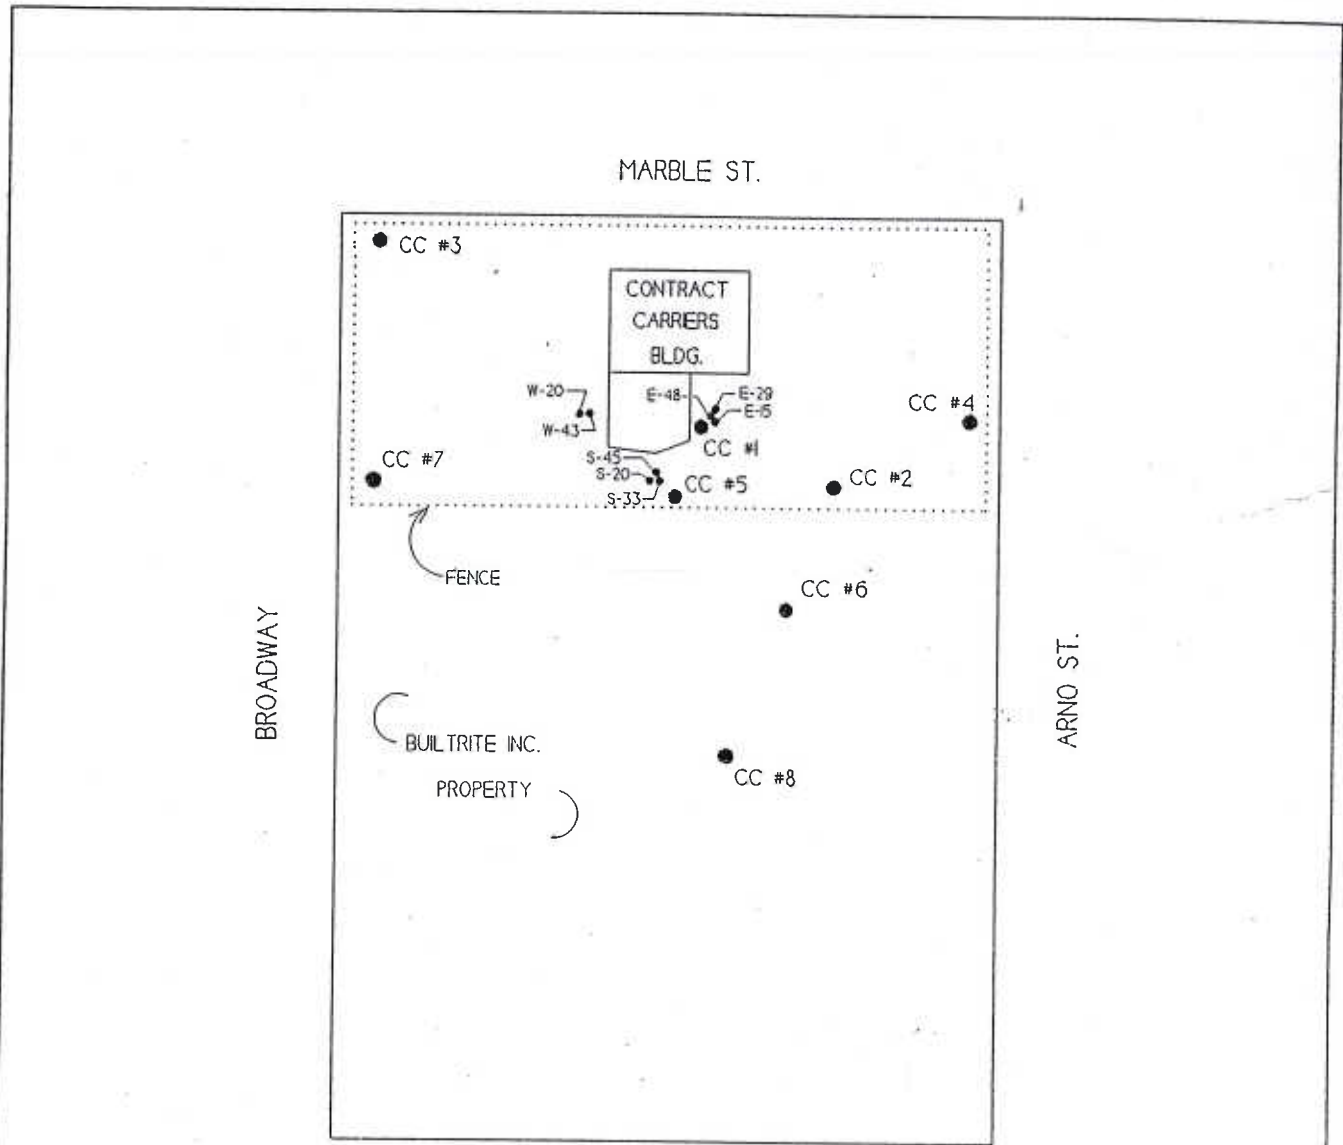 MARBLE ST.
CC #3
CONTRACT
CARRIERS
BLDG.
W-20
E-48
E-29
E-15
CC #4
W-43
CC #1
CC #7
S-45
S-20
CC #5
CC #2
S-33
FENCE
CC #6
BROADWAY
ARNO ST.
BUILTRITE INC.
PROPERTY
CC #8